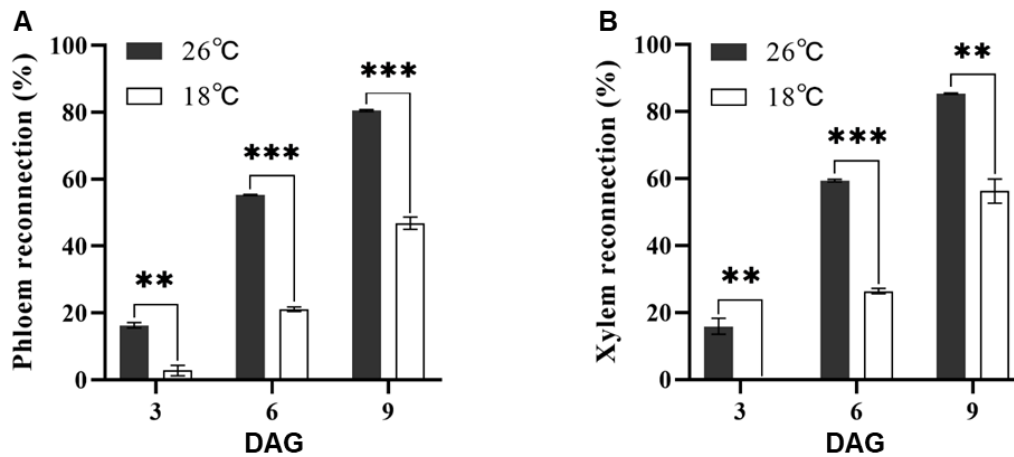 A
Phloem reconnection (%)
100
80
60
40
20
0
26℃
18℃
**
***
***
3 6 9
DAG
B
Xylem reconnection (%)
100
80
60
40
20
0
26℃
18℃
**
***
**
3 6 9
DAG